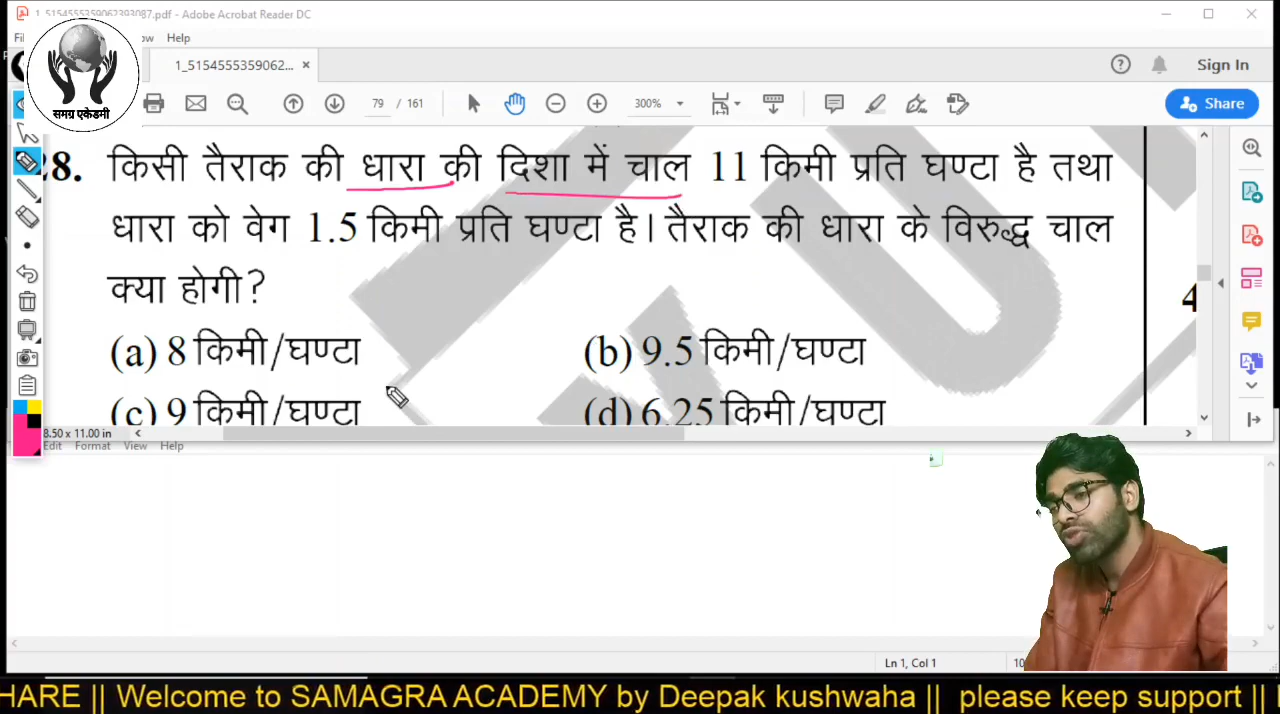 1_5154555359062393087.pdf - Adobe Acrobat Reader DC
ow Help
समग्र एकेडमी
1_5154555359062... ×
Sign In
79 / 161
300%
Share
28. किसी तैराक की धारा की दिशा में चाल 11 किमी प्रति घण्टा है तथा
धारा को वेग 1.5 किमी प्रति घण्टा है। तैराक की धारा के विरुद्ध चाल
क्या होगी?
4
(a) 8 किमी/घण्टा (b) 9.5 किमी/घण्टा
(c) 9 किमी/घण्टा (d) 6.25 किमी/घण्टा
8.50 x 11.00 in
Edit Format View Help
Ln 1, Col 1
10
HARE || Welcome to SAMAGRA ACADEMY by Deepak kushwaha || please keep support ||